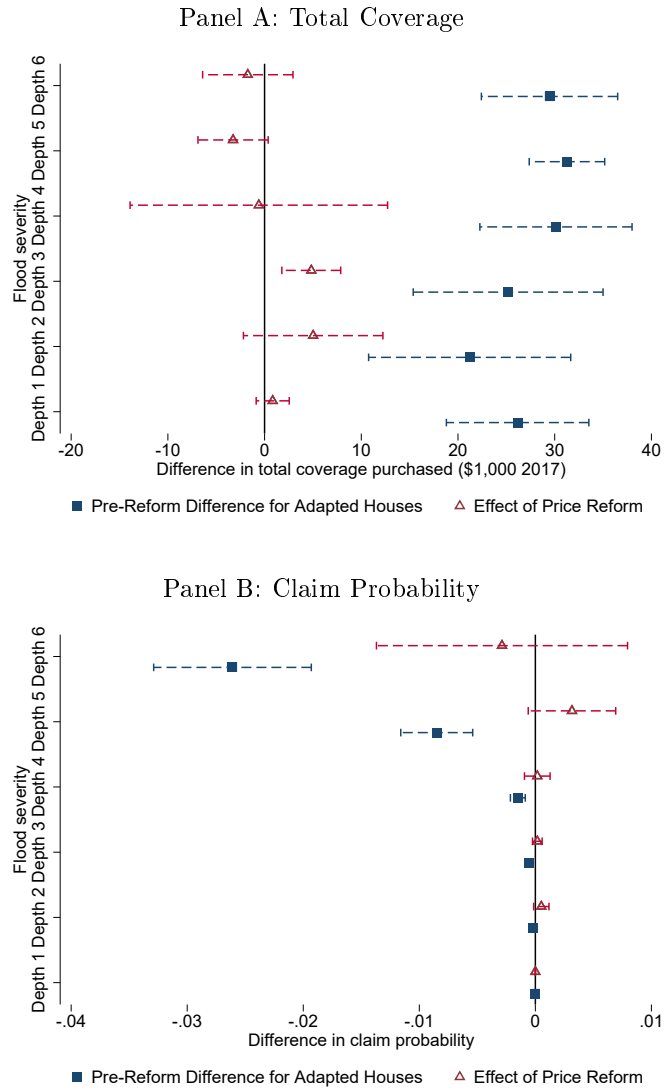 Panel A: Total Coverage
Flood severity
Depth 1 Depth 2 Depth 3 Depth 4 Depth 5 Depth 6
-20 -10 0 10 20 30 40
Difference in total coverage purchased ($1,000 2017)
Pre-Reform Difference for Adapted Houses Effect of Price Reform
Panel B: Claim Probability
Flood severity
Depth 1 Depth 2 Depth 3 Depth 4 Depth 5 Depth 6
-.04 -.03 -.02 -.01 0 .01
Difference in claim probability
Pre-Reform Difference for Adapted Houses Effect of Price Reform